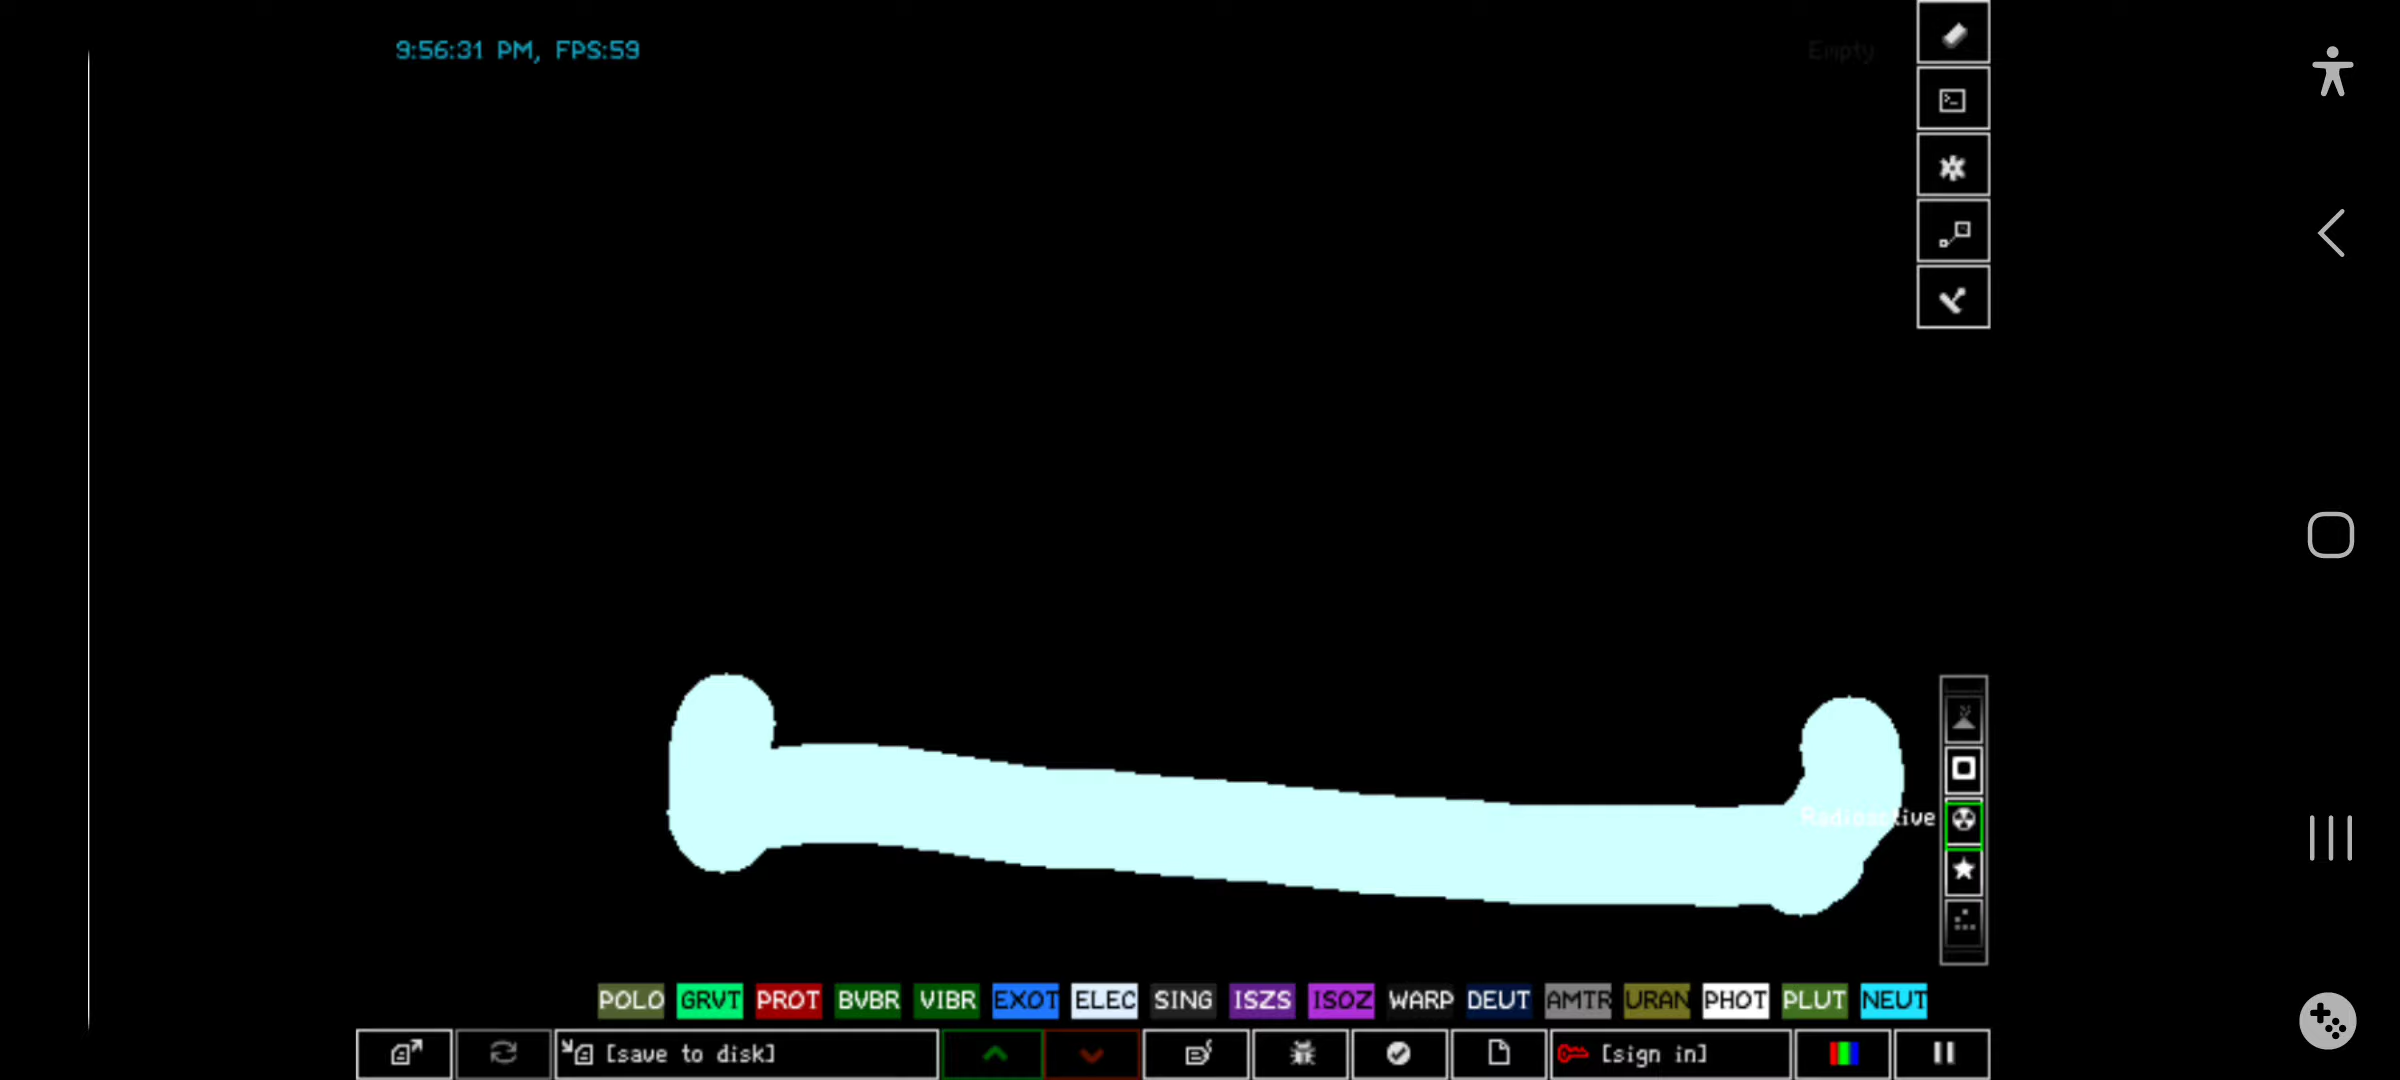 9:56:31 PM, FPS:59
Empty
Radioactive
POLO GRVT PROT BVBR VIBR EXOT ELEC SING ISZS ISOZ WARP DEUT AMTR URAN PHOT PLUT NEUT
[save to disk] [sign in]